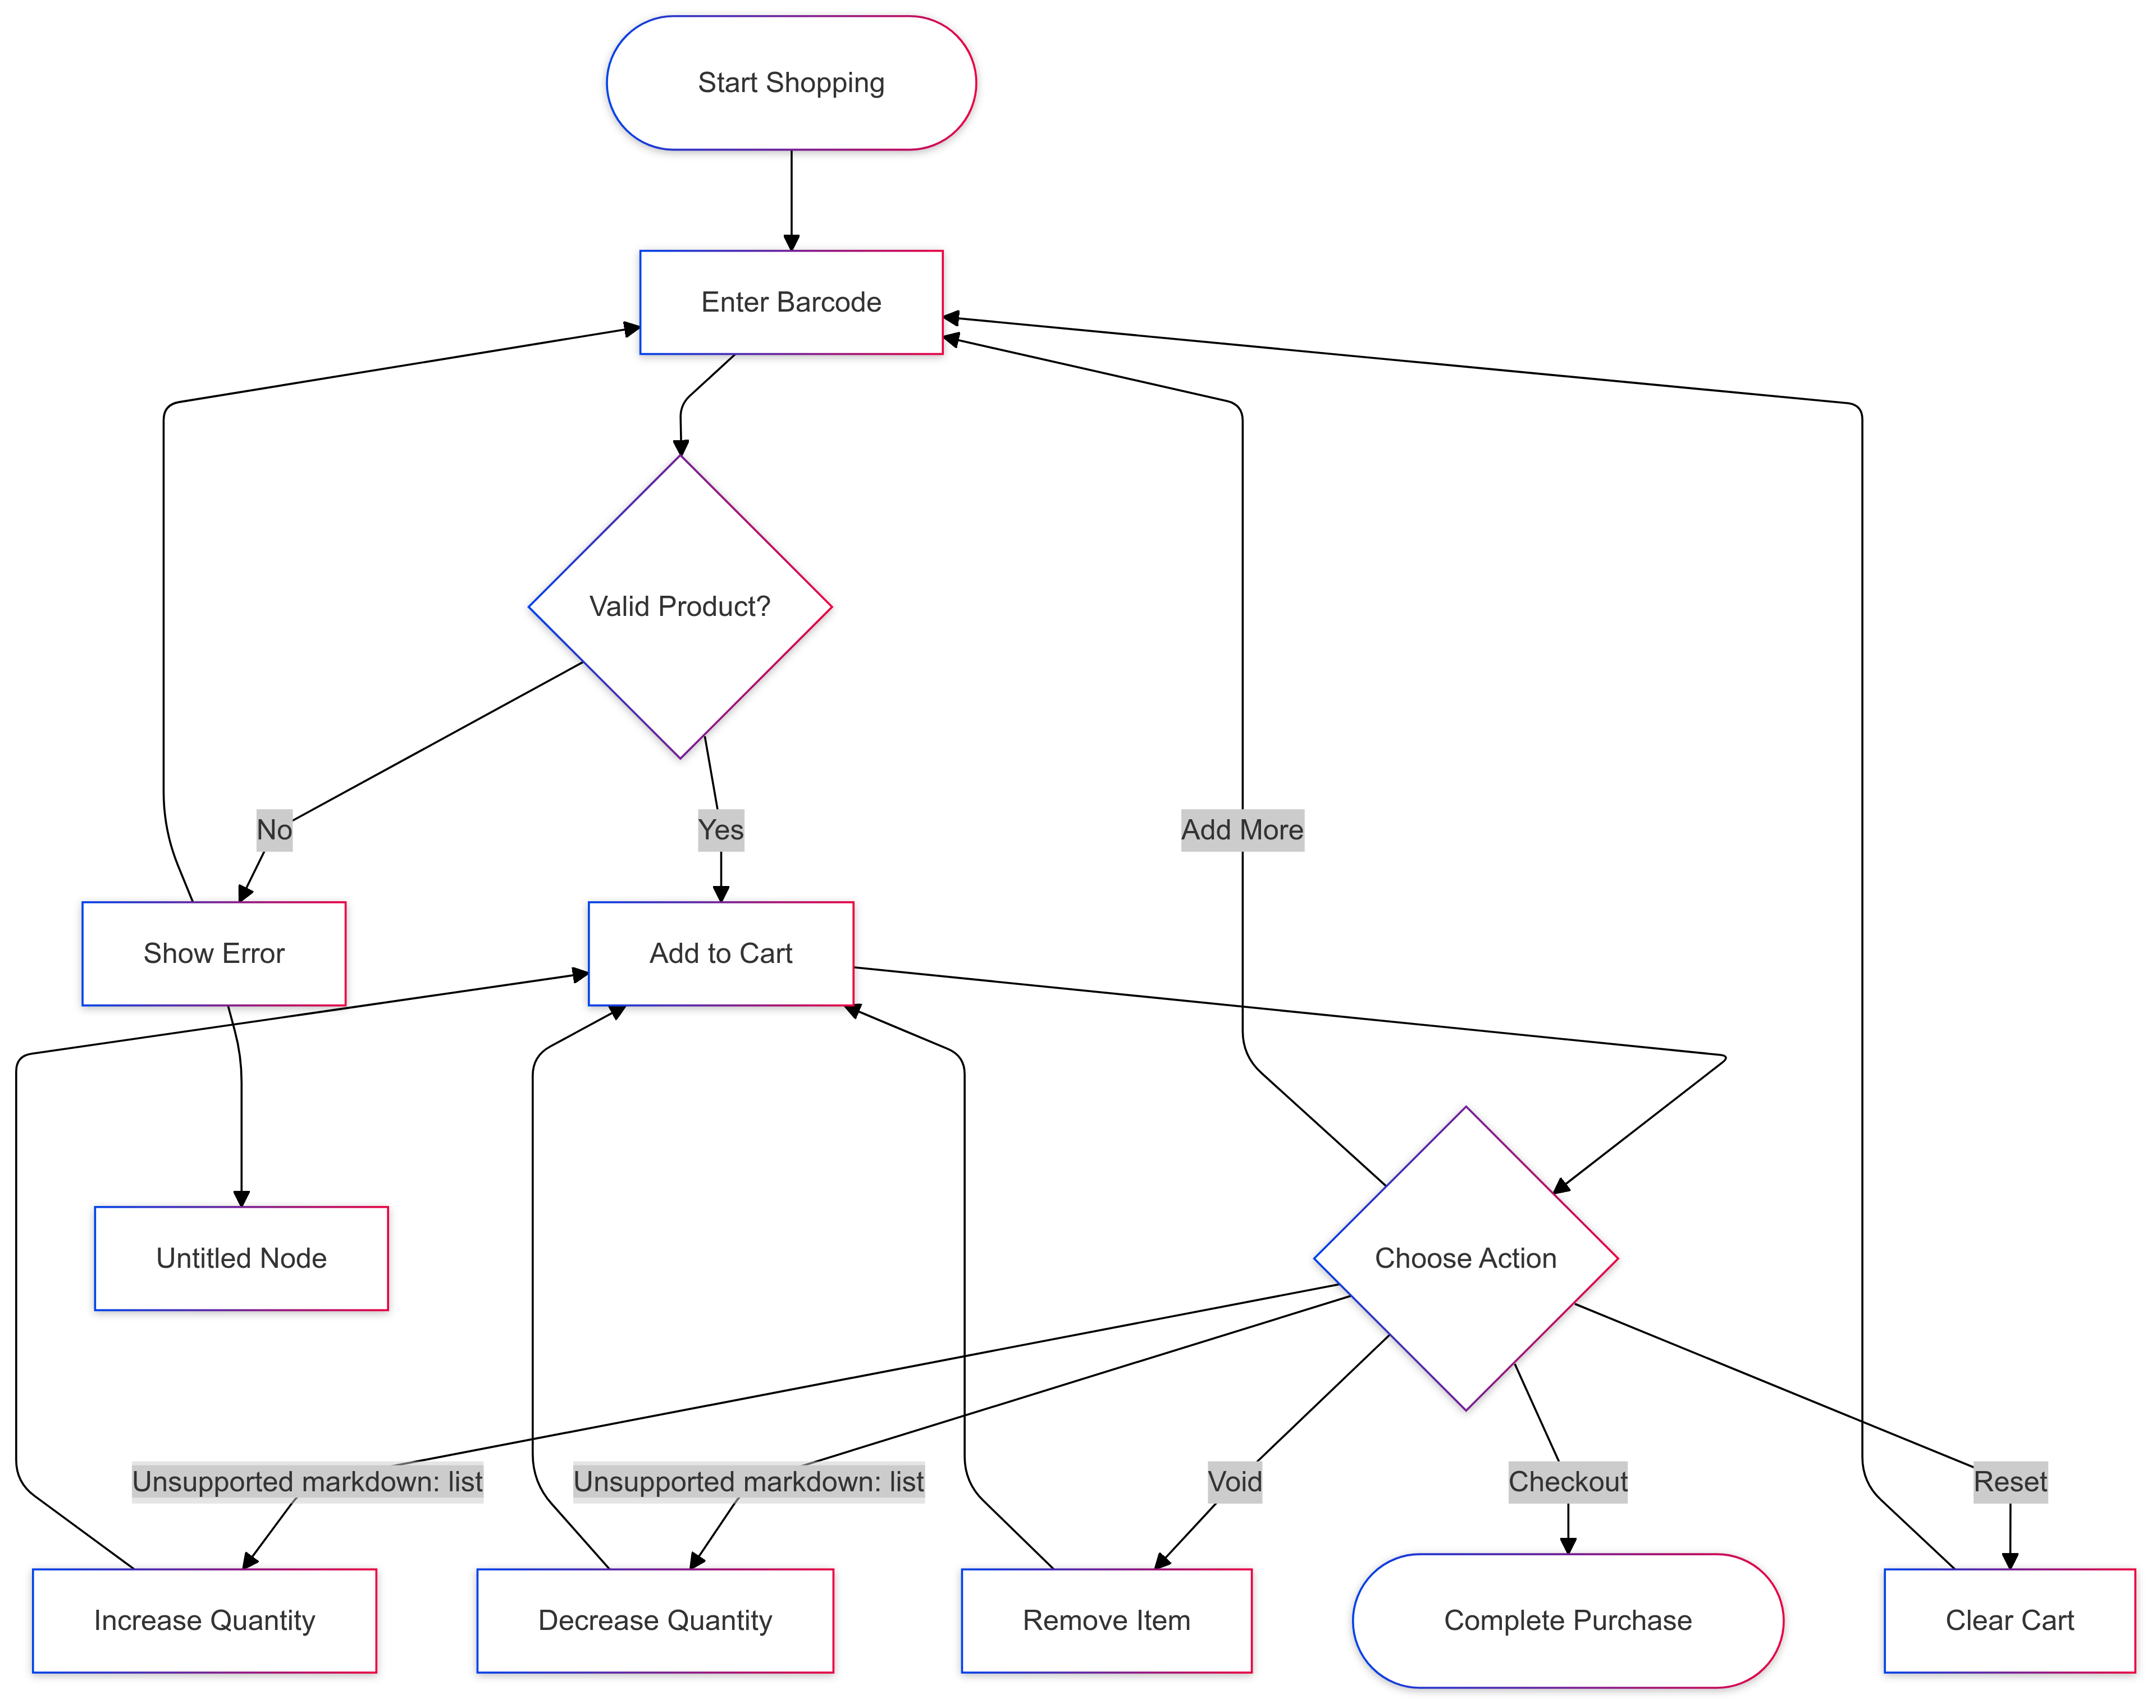 Start Shopping
Enter Barcode
Valid Product?
No
Yes
Add More
Show Error
Add to Cart
Untitled Node
Choose Action
Unsupported markdown: list
Unsupported markdown: list
Void
Checkout
Reset
Increase Quantity
Decrease Quantity
Remove Item
Complete Purchase
Clear Cart